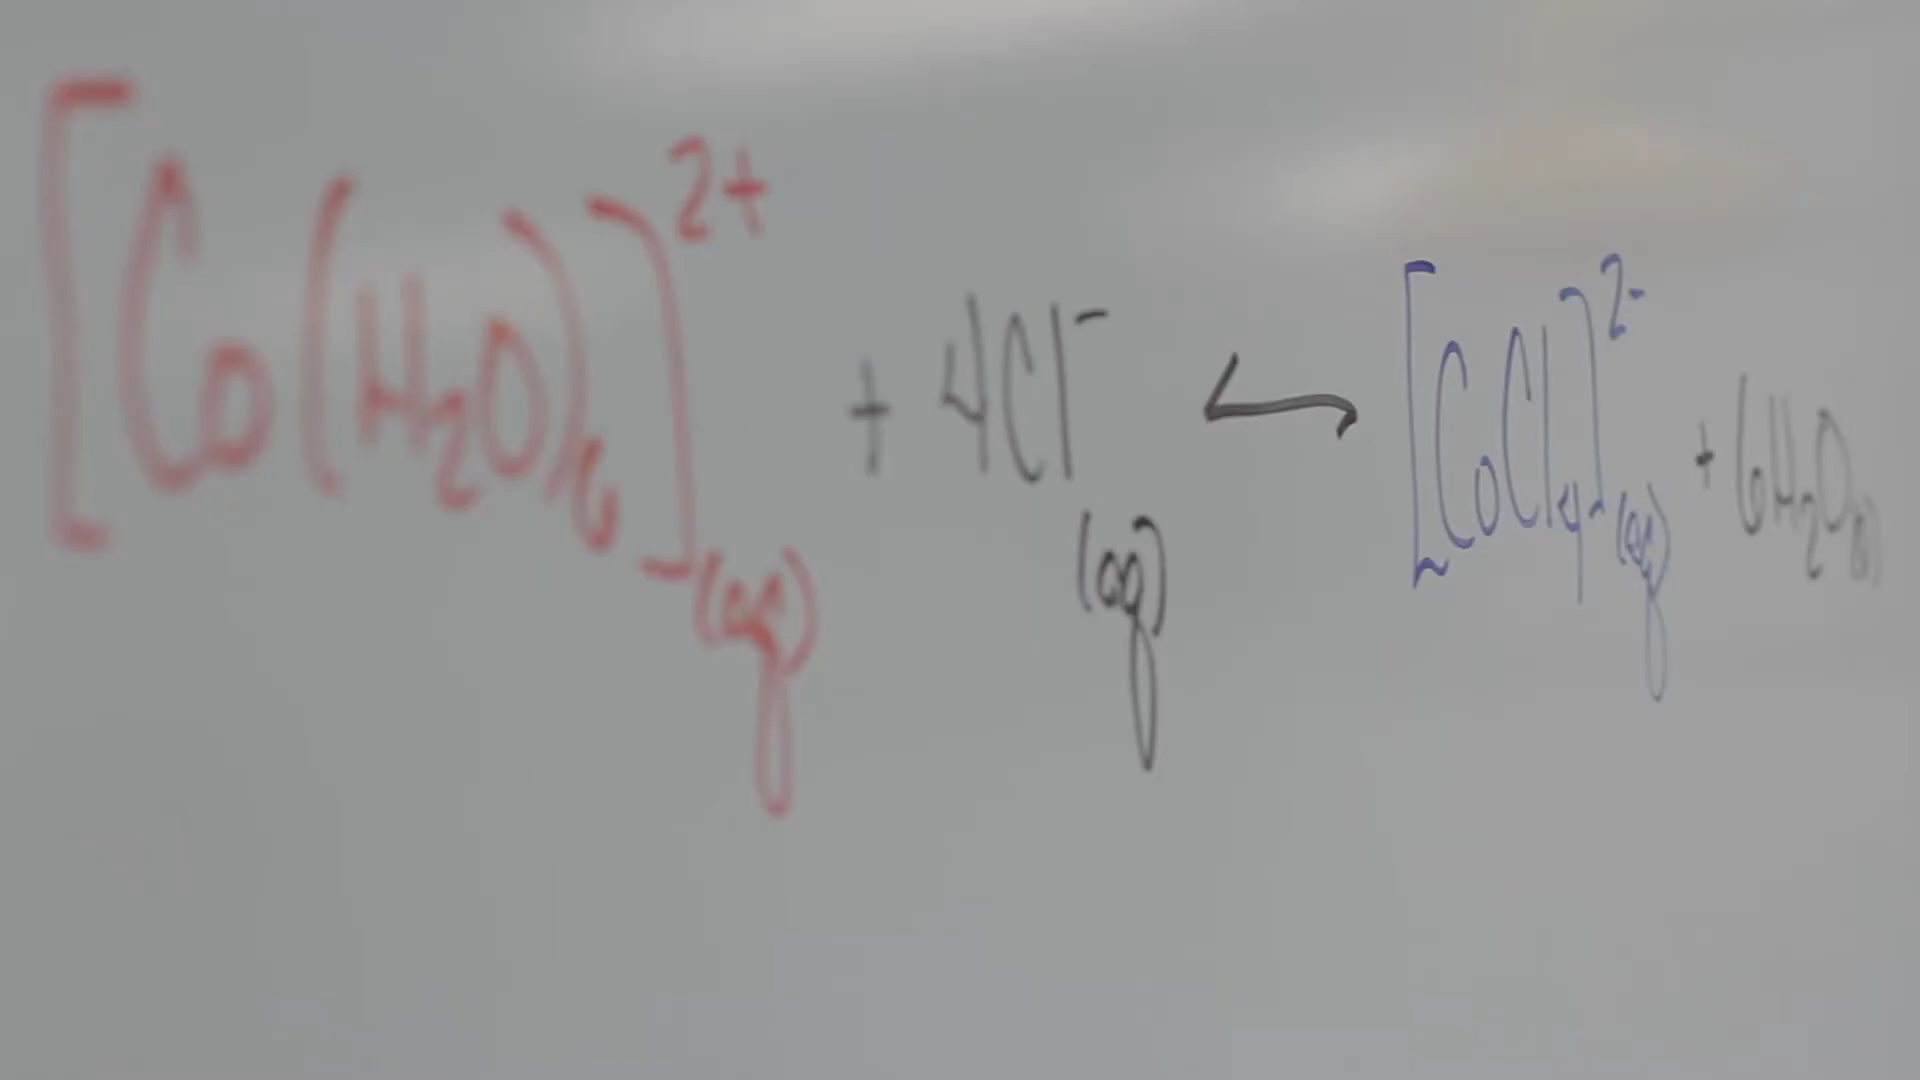 [Co(H₂O)₆]²⁺(aq) + 4Cl⁻(aq) ↔ [CoCl₄]²⁻(aq) + 6H₂O(l)